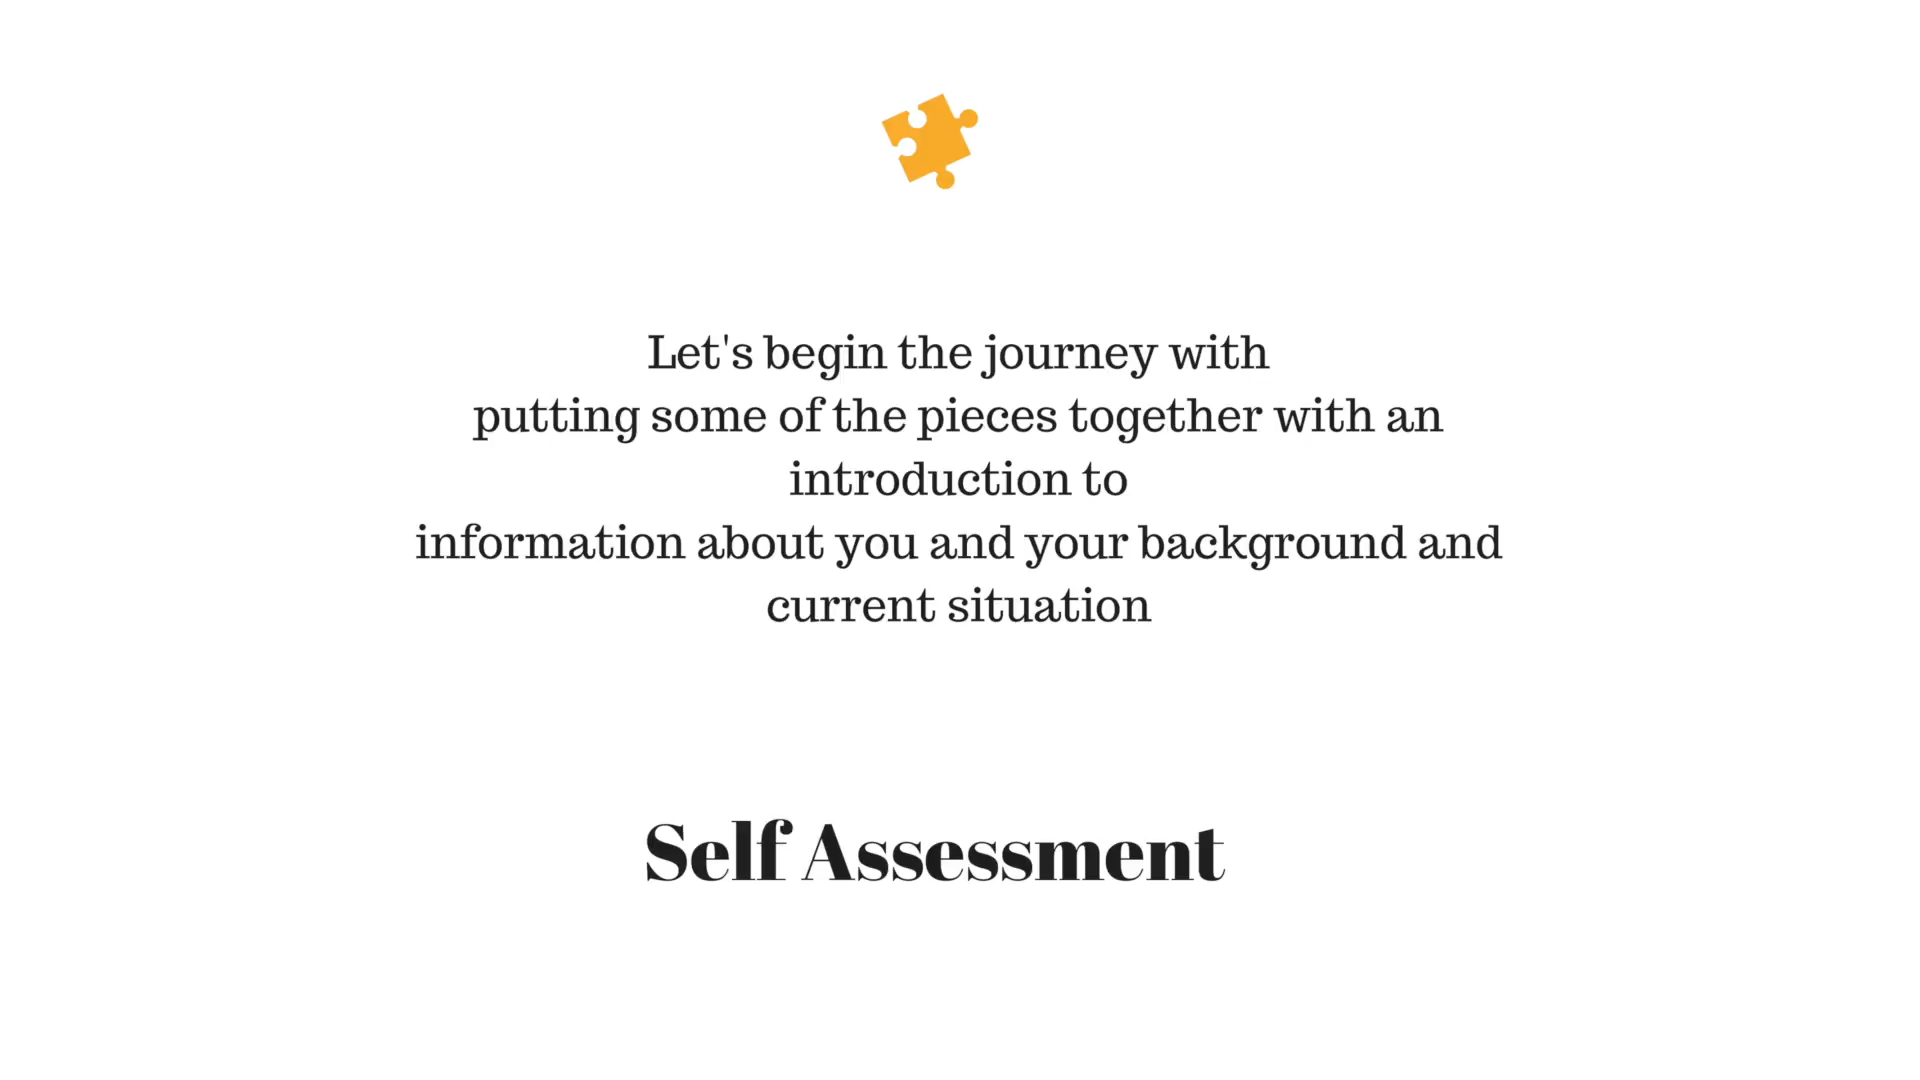 Let's begin the journey with
putting some of the pieces together with an
introduction to
information about you and your background and
current situation
Self Assessment